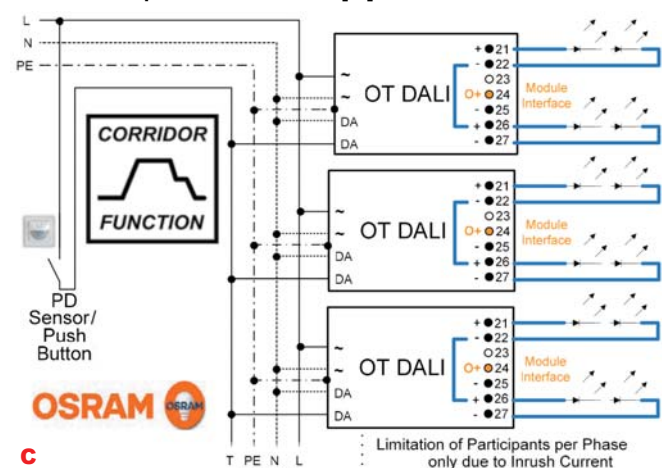 L
N
PE
CORRIDOR
FUNCTION
PD
Sensor/
Push
Button
OSRAM OSRAM
C
T PE N L
~
~
DA
DA
OT DALI
+ 21
- 22
23
O+ 24
- 25
+ 26
- 27
Module
Interface
~
~
DA
DA
OT DALI
+ 21
- 22
23
O+ 24
- 25
+ 26
- 27
Module
Interface
~
~
DA
DA
OT DALI
+ 21
- 22
23
O+ 24
- 25
+ 26
- 27
Module
Interface
Limitation of Participants per Phase
only due to Inrush Current